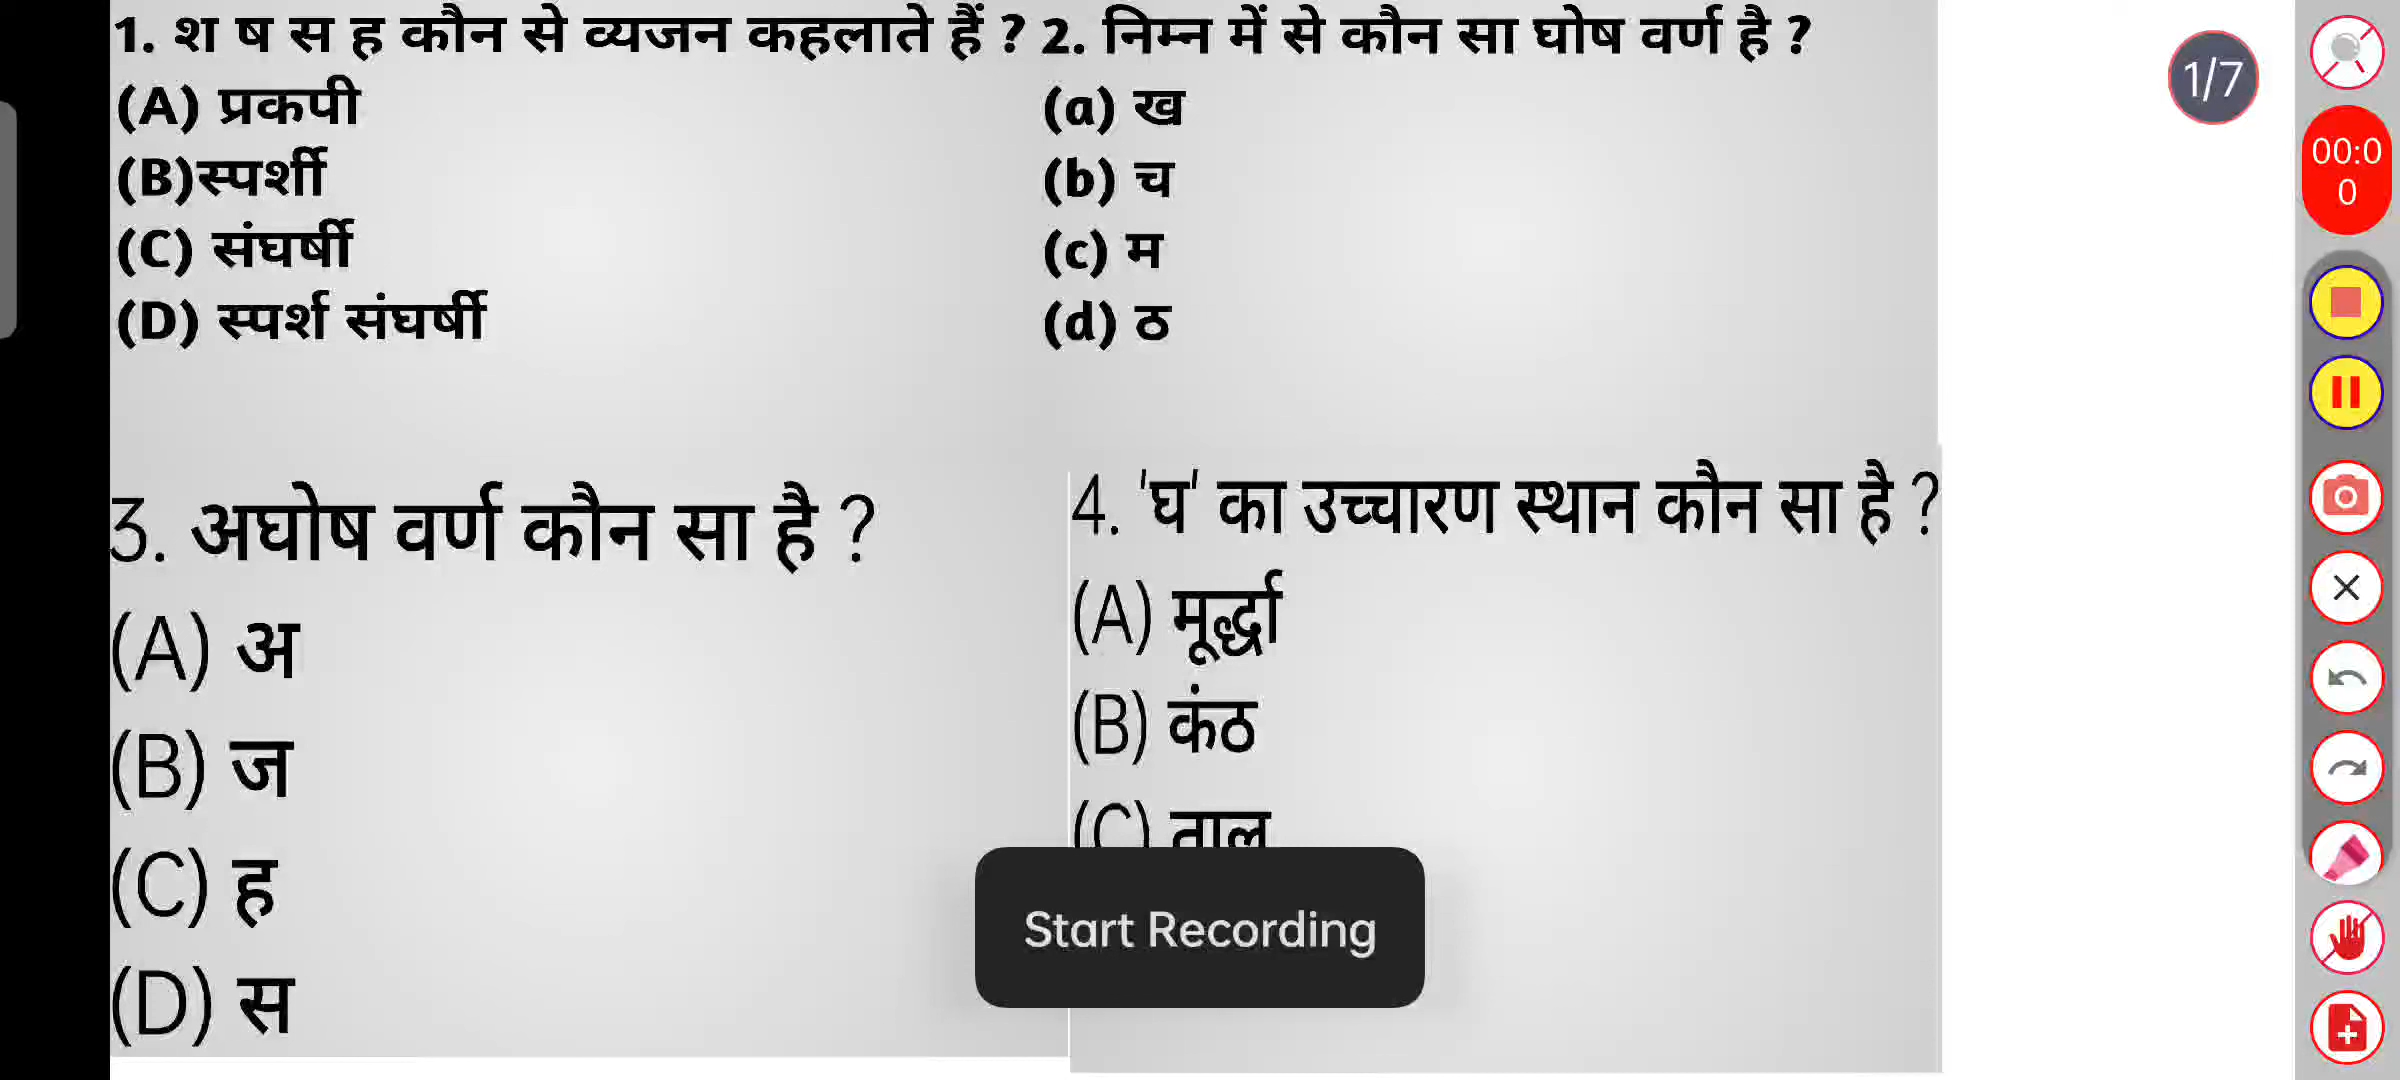 1. श ष स ह कौन से व्यजन कहलाते हैं ?
(A) प्रकपी
(B)स्पर्शी
(C) संघर्षी
(D) स्पर्श संघर्षी
2. निम्न में से कौन सा घोष वर्ण है ?
(a) ख
(b) च
(c) म
(d) ठ
3. अघोष वर्ण कौन सा है ?
(A) अ
(B) ज
(C) ह
(D) स
4. 'घ' का उच्चारण स्थान कौन सा है ?
(A) मूर्द्धा
(B) कंठ
(C)
Start Recording
1/7
00:0
0